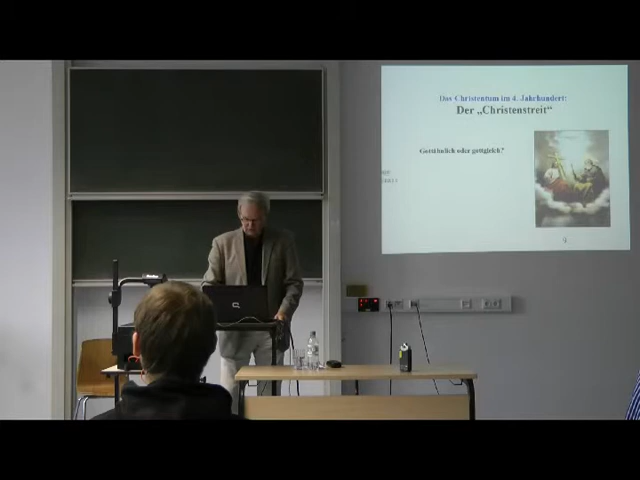 Das Christentum im 4. Jahrhundert:
Der „Christenstreit“
Gottähnlich oder gottgleich?